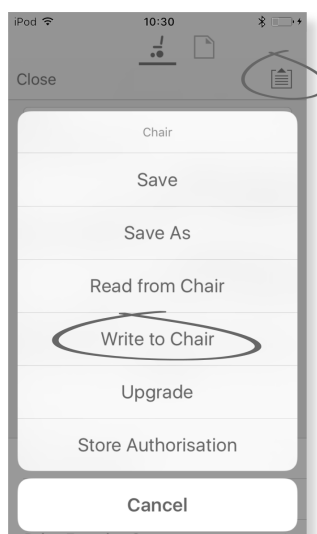 iPod 10:30
Close
Chair
Save
Save As
Read from Chair
Write to Chair
Upgrade
Store Authorisation
Cancel